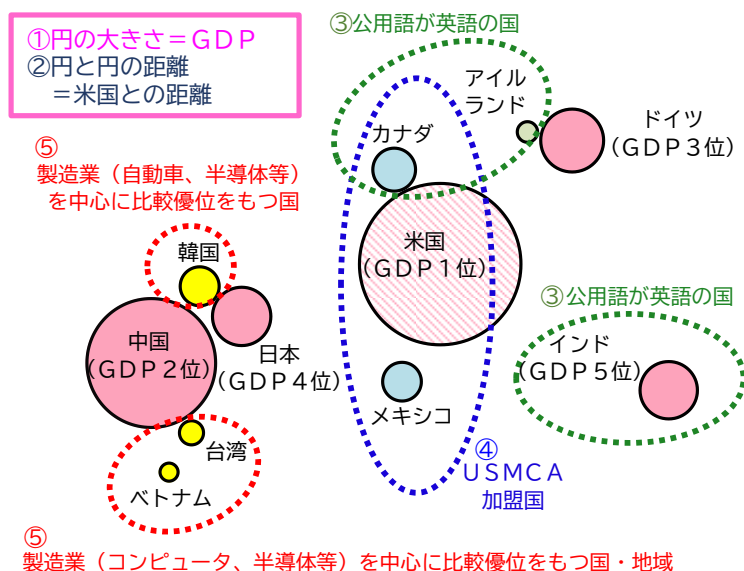 ①円の大きさ＝ＧＤＰ
②円と円の距離
＝米国との距離
③公用語が英語の国
アイル
ランド
カナダ
ドイツ
（ＧＤＰ３位）
⑤
製造業（自動車、半導体等）
を中心に比較優位をもつ国
韓国
米国
（ＧＤＰ１位）
③公用語が英語の国
中国
（ＧＤＰ２位）
日本
（ＧＤＰ４位）
インド
（ＧＤＰ５位）
メキシコ
台湾
ベトナム
④
ＵＳＭＣＡ
加盟国
⑤
製造業（コンピュータ、半導体等）を中心に比較優位をもつ国・地域